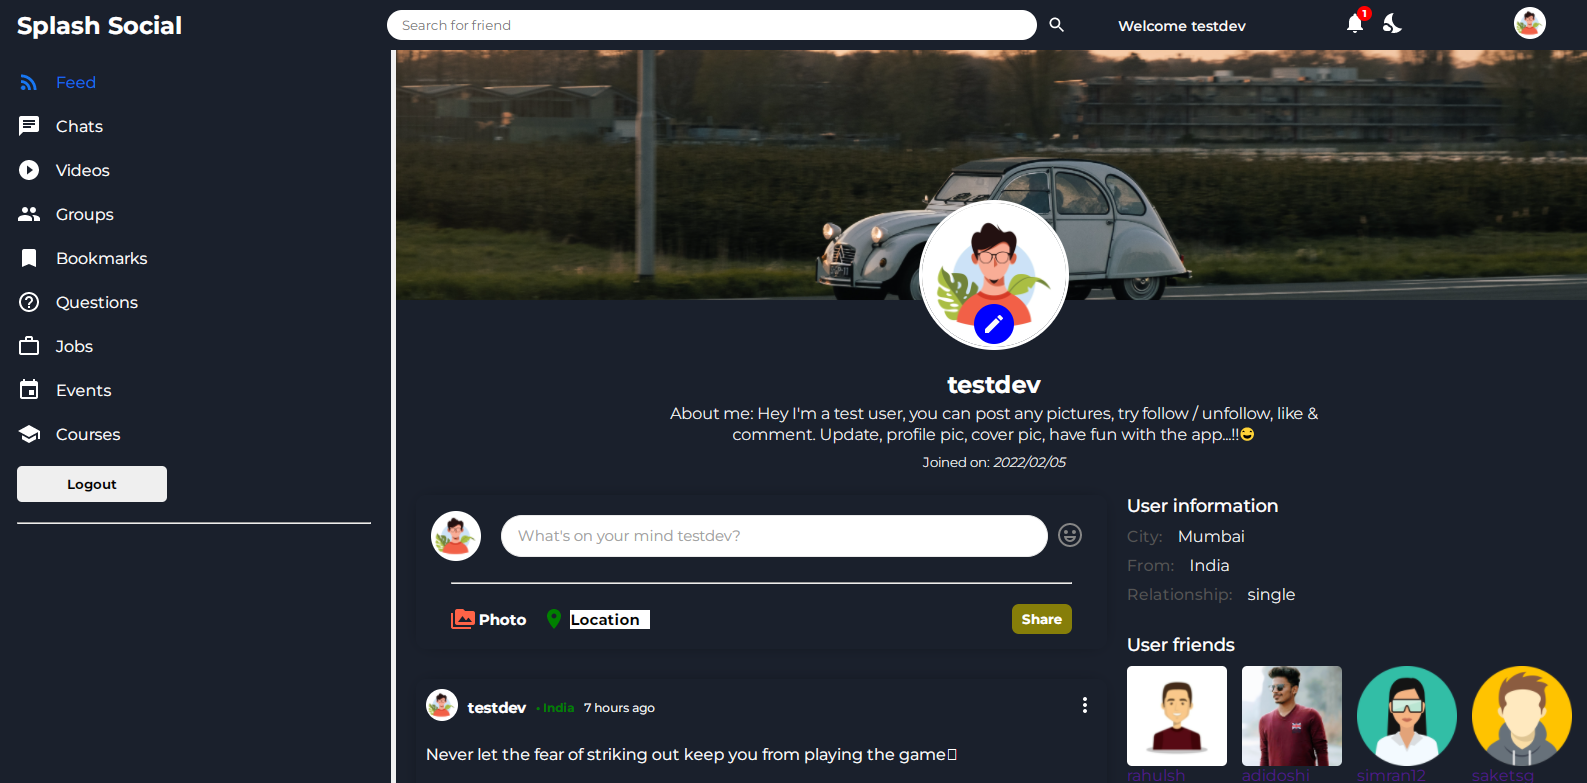 Splash Social
Search for friend
Welcome testdev
1
Feed
Chats
Videos
Groups
Bookmarks
Questions
Jobs
Events
Courses
Logout
testdev
About me: Hey I'm a test user, you can post any pictures, try follow / unfollow, like &
comment. Update, profile pic, cover pic, have fun with the app...!!😄
Joined on: 2022/02/05
What's on your mind testdev?
Photo
Location
Share
testdev • India 7 hours ago
Never let the fear of striking out keep you from playing the game
User information
City: Mumbai
From: India
Relationship: single
User friends
rahulsh
adidoshi
simran12
saketsg